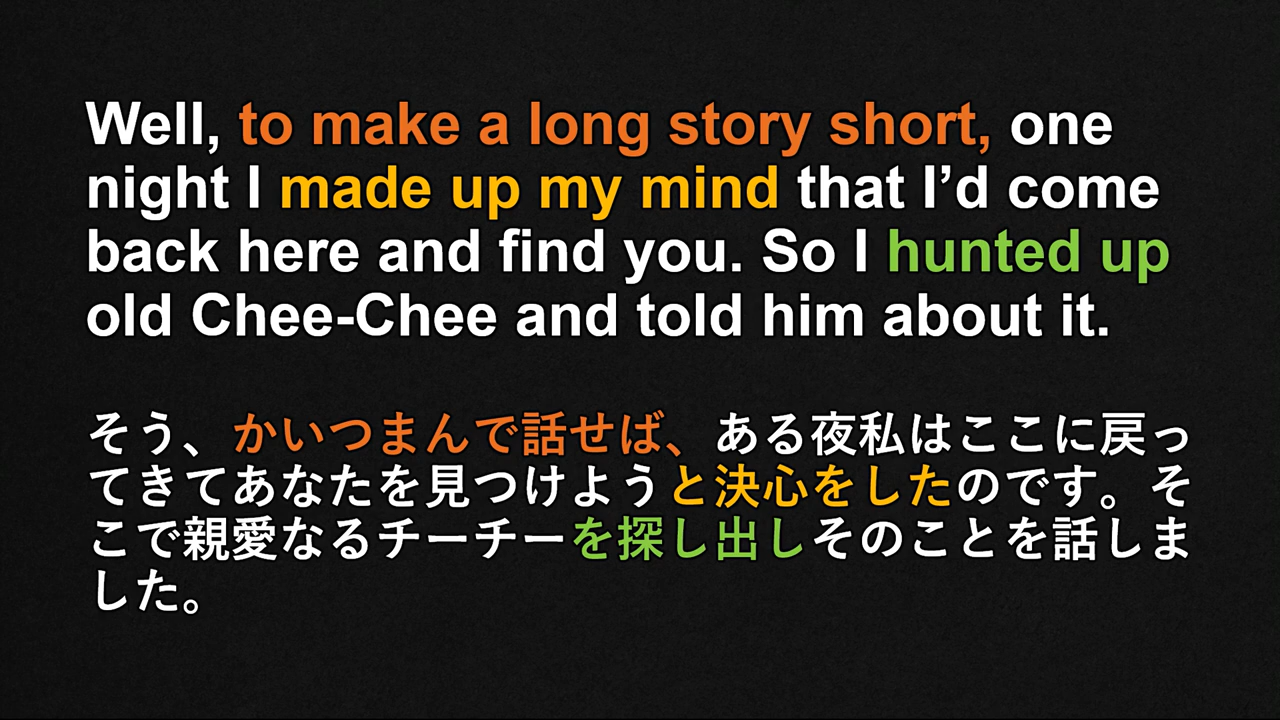 Well, to make a long story short, one
night I made up my mind that I’d come
back here and find you. So I hunted up
old Chee-Chee and told him about it.
そう、かいつまんで話せば、ある夜私はここに戻っ
てきてあなたを見つけようと決心をしたのです。そ
こで親愛なるチーチーを探し出しそのことを話しま
した。